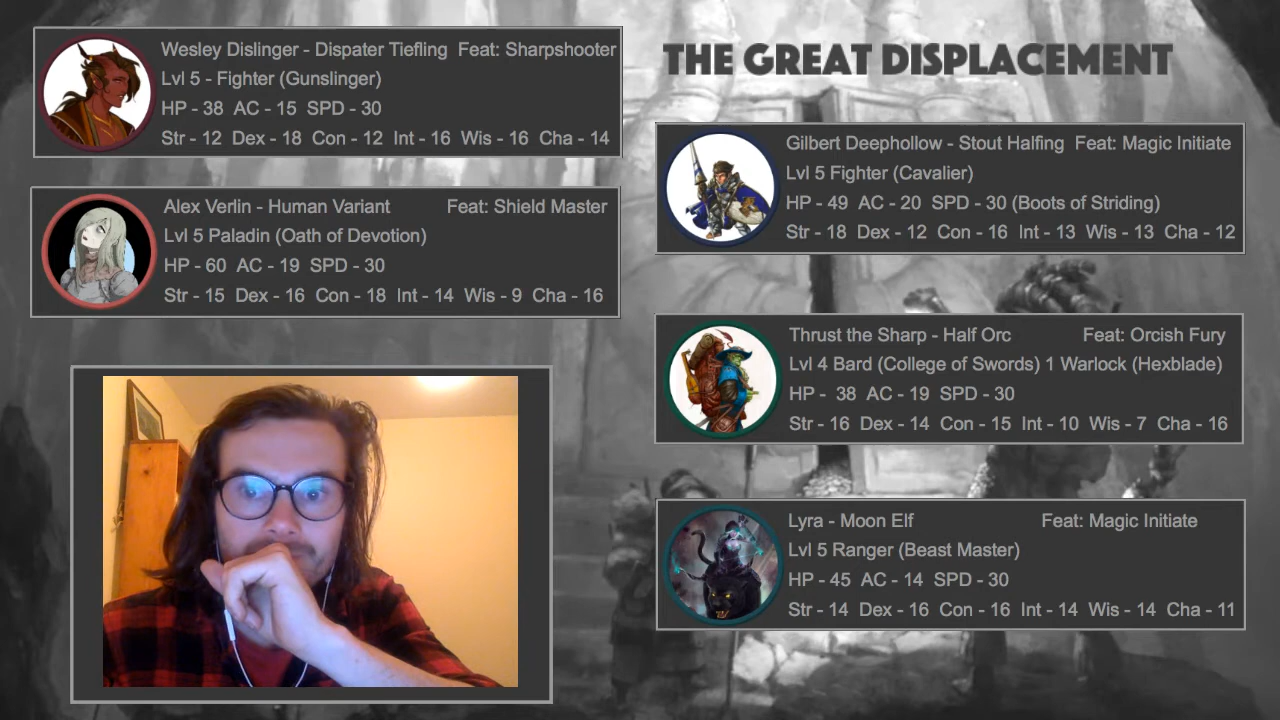 Wesley Dislinger - Dispater Tiefling Feat: Sharpshooter
Lvl 5 - Fighter (Gunslinger)
HP - 38 AC - 15 SPD - 30
Str - 12 Dex - 18 Con - 12 Int - 16 Wis - 16 Cha - 14
Alex Verlin - Human Variant Feat: Shield Master
Lvl 5 Paladin (Oath of Devotion)
HP - 60 AC - 19 SPD - 30
Str - 15 Dex - 16 Con - 18 Int - 14 Wis - 9 Cha - 16
THE GREAT DISPLACEMENT
Gilbert Deephollow - Stout Halfing Feat: Magic Initiate
Lvl 5 Fighter (Cavalier)
HP - 49 AC - 20 SPD - 30 (Boots of Striding)
Str - 18 Dex - 12 Con - 16 Int - 13 Wis - 13 Cha - 12
Thrust the Sharp - Half Orc Feat: Orcish Fury
Lvl 4 Bard (College of Swords) 1 Warlock (Hexblade)
HP - 38 AC - 19 SPD - 30
Str - 16 Dex - 14 Con - 15 Int - 10 Wis - 7 Cha - 16
Lyra - Moon Elf Feat: Magic Initiate
Lvl 5 Ranger (Beast Master)
HP - 45 AC - 14 SPD - 30
Str - 14 Dex - 16 Con - 16 Int - 14 Wis - 14 Cha - 11